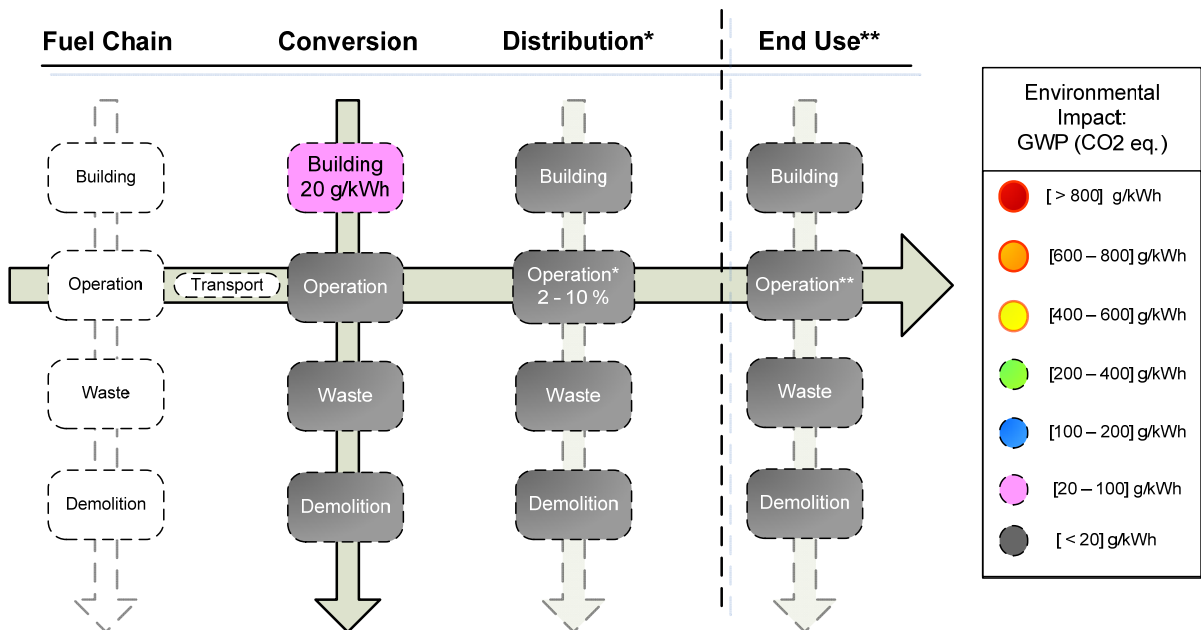 Fuel Chain
Conversion
Distribution*
End Use**
Building
Building
20 g/kWh
Building
Building
Operation
Transport
Operation
Operation*
2 - 10 %
Operation**
Waste
Waste
Waste
Waste
Demolition
Demolition
Demolition
Demolition
Environmental
Impact:
GWP (CO2 eq.)
[ > 800] g/kWh
[600 – 800] g/kWh
[400 – 600] g/kWh
[200 – 400] g/kWh
[100 – 200] g/kWh
[20 – 100] g/kWh
[ < 20] g/kWh